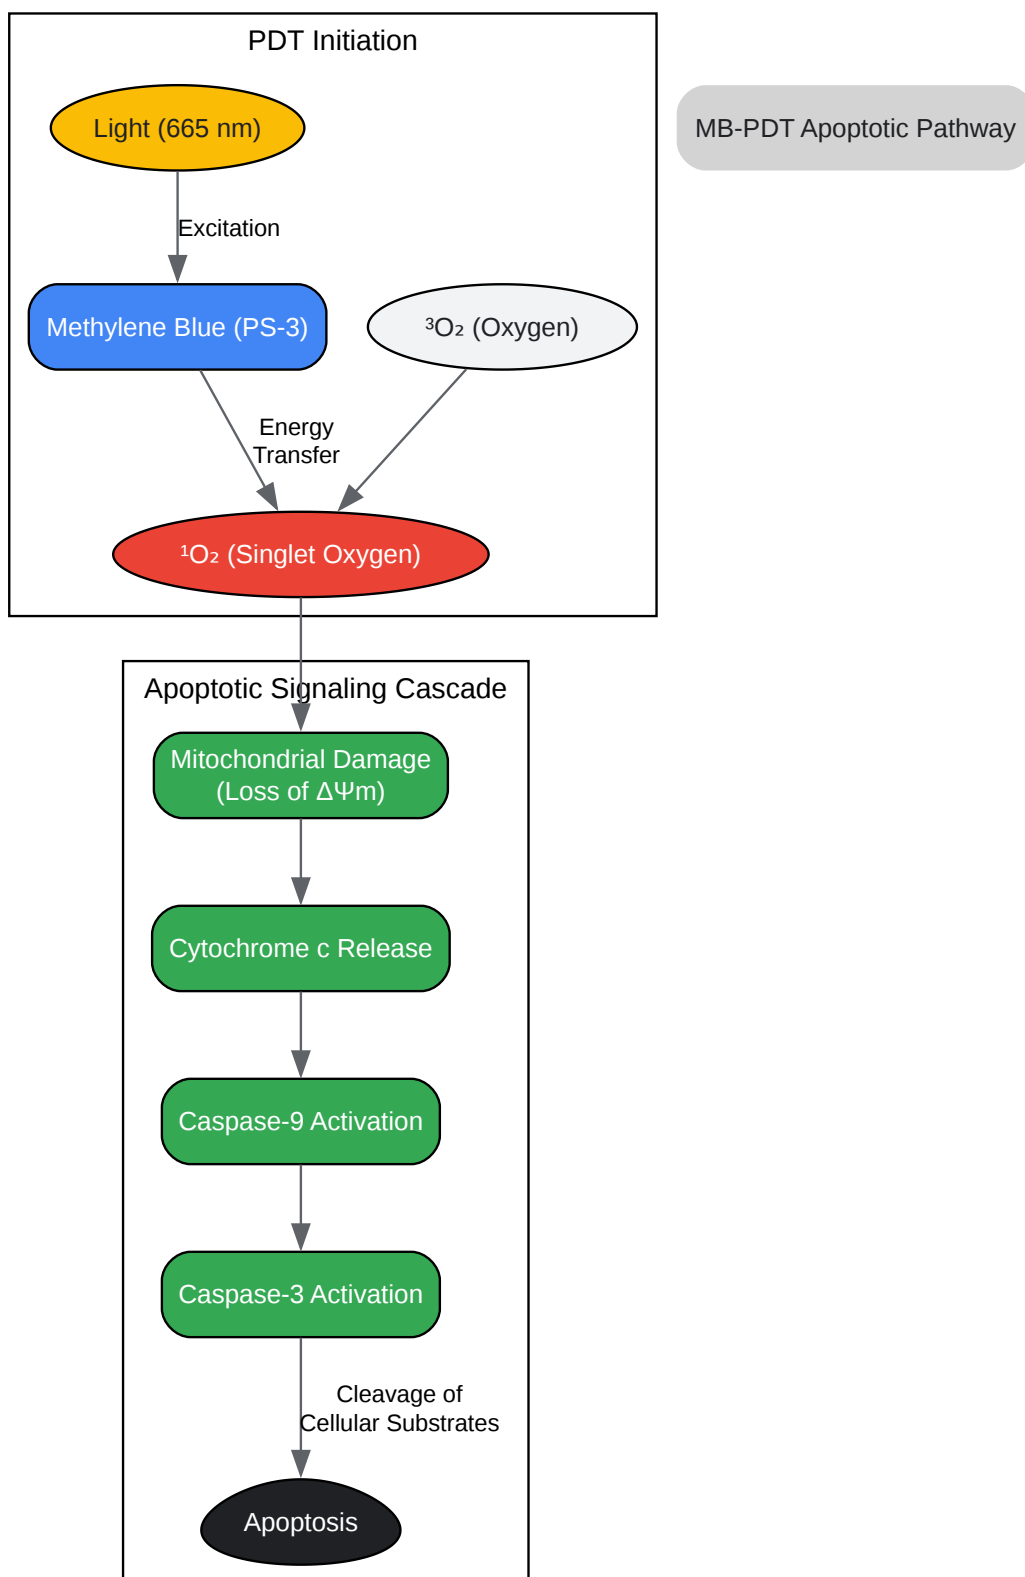 PDT Initiation
Light (665 nm)
MB-PDT Apoptotic Pathway
Excitation
Methylene Blue (PS-3)
³O₂ (Oxygen)
Energy
Transfer
¹O₂ (Singlet Oxygen)
Apoptotic Signaling Cascade
Mitochondrial Damage
(Loss of ΔΨm)
Cytochrome c Release
Caspase-9 Activation
Caspase-3 Activation
Cleavage of
Cellular Substrates
Apoptosis